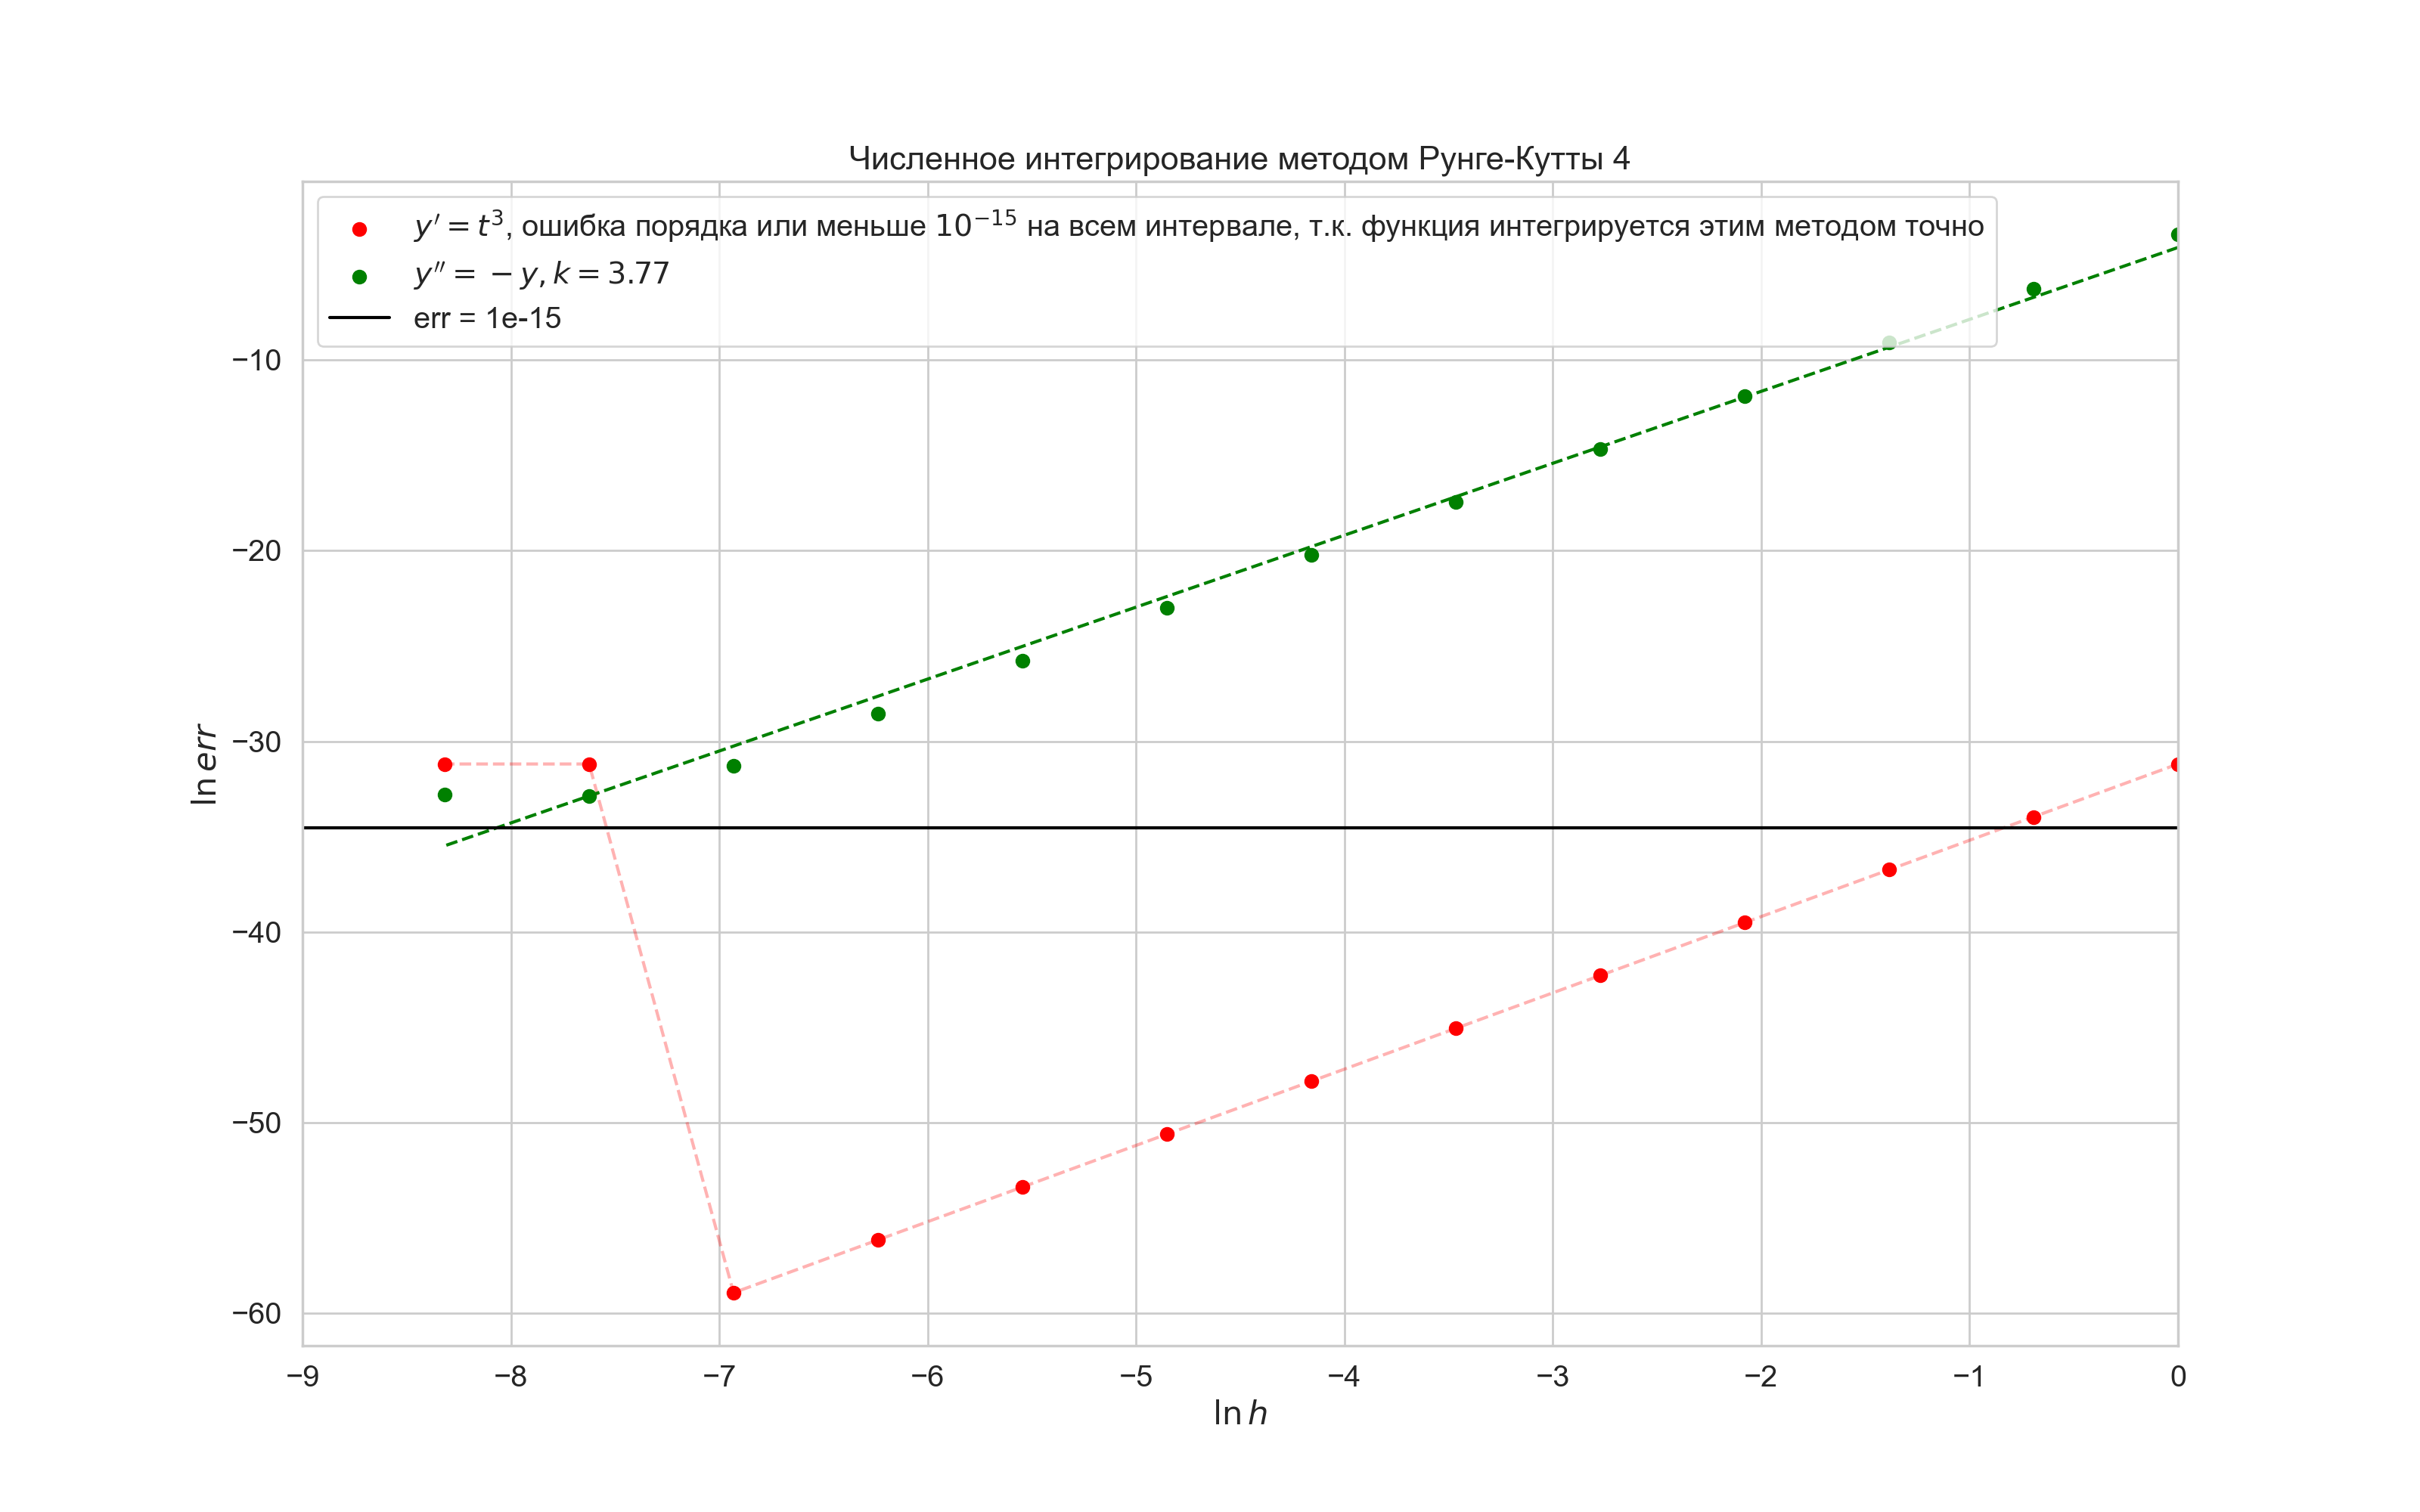 Численное интегрирование методом Рунге-Кутты 4
y′ = t³, ошибка порядка или меньше 10⁻¹⁵ на всем интервале, т.к. функция интегрируется этим методом точно
y″ = −y, k = 3.77
err = 1e-15
−10
−20
−30
−40
−50
−60
ln err
−9 −8 −7 −6 −5 −4 −3 −2 −1 0
ln h